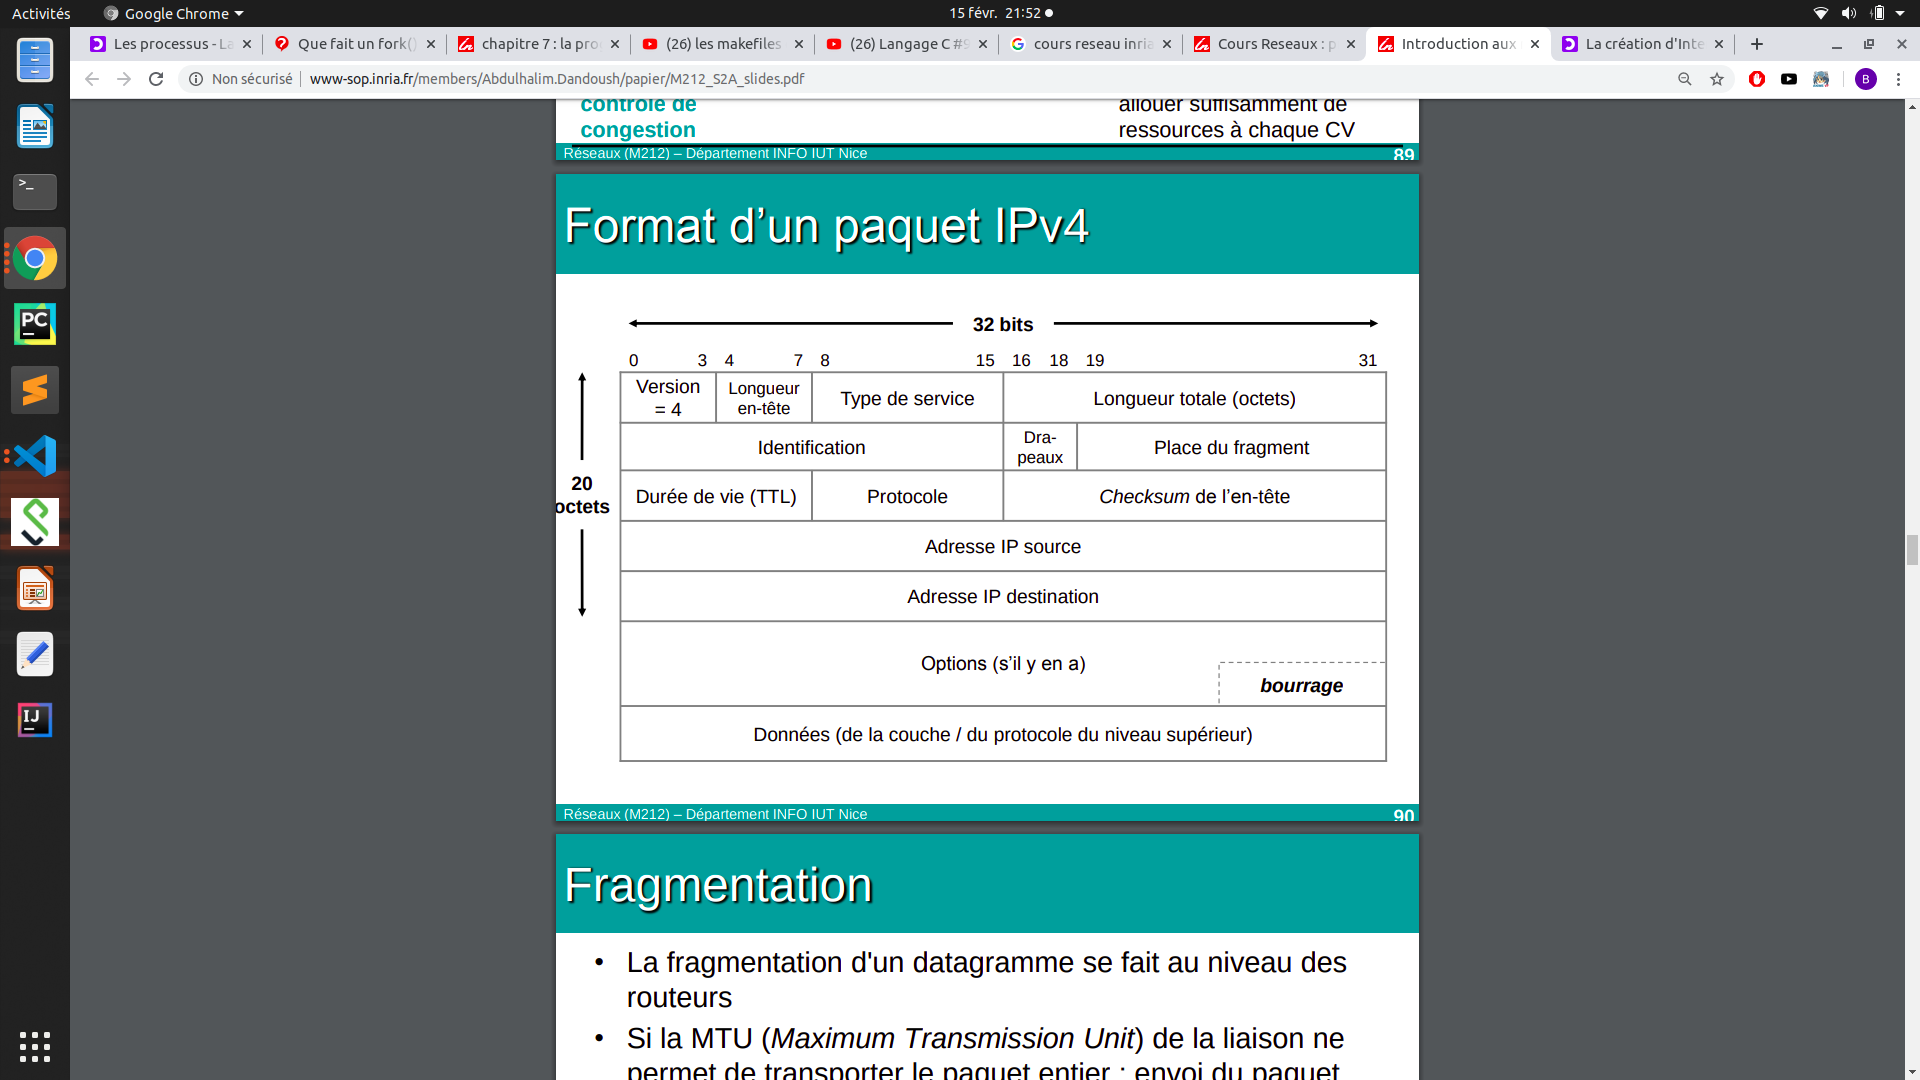 Activités
Google Chrome
15 févr. 21:52
Les processus - La
Que fait un fork()
chapitre 7 : la pro
(26) les makefiles
(26) Langage C #9
cours reseau inria
Cours Reseaux : p
Introduction aux
La création d'Inte
Non sécurisé
www-sop.inria.fr/members/Abdulhalim.Dandoush/papier/M212_S2A_slides.pdf
B
contrôle de
congestion
allouer suffisamment de
ressources à chaque CV
Réseaux (M212) – Département INFO IUT Nice
89
Format d’un paquet IPv4
32 bits
0 3 4 7 8 15 16 18 19 31
Version
= 4
Longueur
en-tête
Type de service
Longueur totale (octets)
Identification
Dra-
peaux
Place du fragment
20
octets
Durée de vie (TTL)
Protocole
Checksum de l’en-tête
Adresse IP source
Adresse IP destination
Options (s’il y en a)
bourrage
Données (de la couche / du protocole du niveau supérieur)
Réseaux (M212) – Département INFO IUT Nice
90
Fragmentation
• La fragmentation d'un datagramme se fait au niveau des
routeurs
• Si la MTU (Maximum Transmission Unit) de la liaison ne
permet de transporter le paquet entier : envoi du paquet
PC
IJ